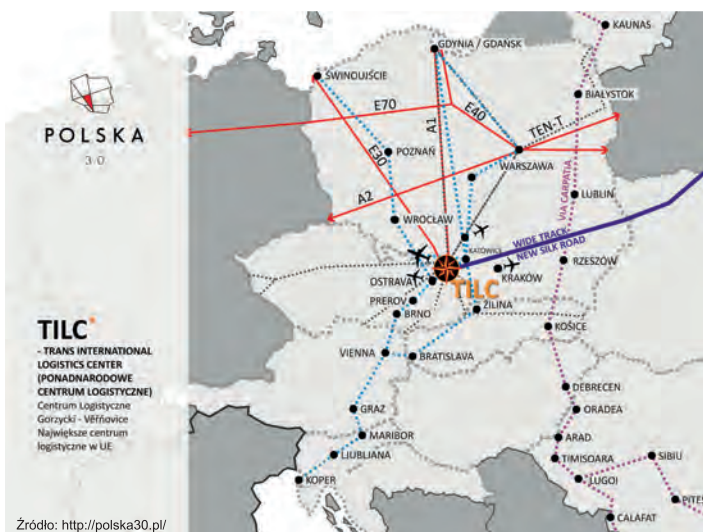 POLSKA
3.0
TILC*
- TRANS INTERNATIONAL
LOGISTICS CENTER
(PONADNARODOWE
CENTRUM LOGISTYCZNE)
Centrum Logistyczne
Gorzycki - Věřňovice
Największe centrum
logistyczne w UE
Źródło: http://polska30.pl/
KAUNAS
GDYNIA / GDAŃSK
ŚWINOUJŚCIE
BIAŁYSTOK
E70
E40
A1
TEN-T
E30
POZNAŃ
WARSZAWA
A2
LUBLIN
VIA CARPATIA
WROCŁAW
WIDE TRACK
NEW SILK ROAD
KATOWICE
RZESZÓW
KRAKÓW
OSTRAVA
TILC
PREROV
ŽILINA
BRNO
KOŠICE
VIENNA
BRATISLAVA
DEBRECEN
GRAZ
ORADEA
MARIBOR
ARAD
LJUBLIANA
TIMISOARA
SIBIU
KOPER
LUGOJ
PITES
CALAFAT